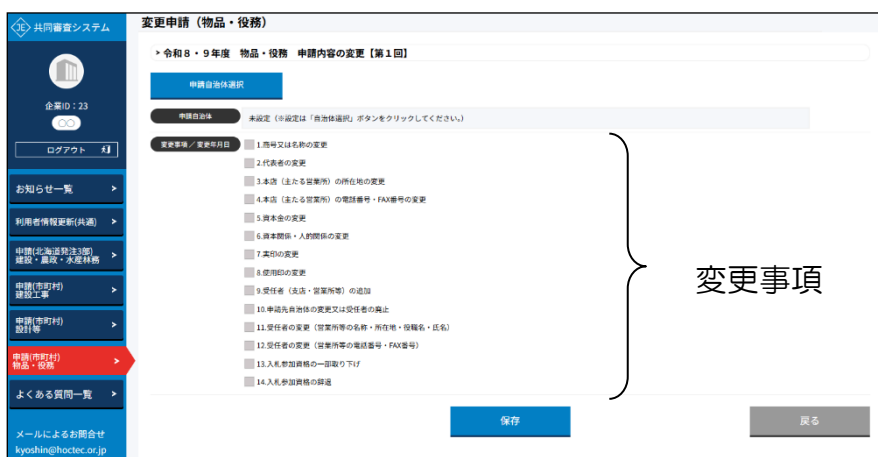 JE 共同審査システム
企業ID：23
○○
ログアウト
お知らせ一覧 >
利用者情報更新(共通) >
申請(北海道発注3部)
建設・農政・水産林務 >
申請(市町村)
建設工事 >
申請(市町村)
設計等 >
申請(市町村)
物品・役務 >
よくある質問一覧 >
メールによるお問合せ
kyoshin@hoctec.or.jp
変更申請（物品・役務）
> 令和８・９年度　物品・役務　申請内容の変更【第１回】
申請自治体選択
申請自治体
未設定（※設定は「自治体選択」ボタンをクリックしてください。）
変更事項／変更年月日
1.商号又は名称の変更
2.代表者の変更
3.本店（主たる営業所）の所在地の変更
4.本店（主たる営業所）の電話番号・FAX番号の変更
5.資本金の変更
6.資本関係・人的関係の変更
7.実印の変更
8.使用印の変更
9.受任者（支店・営業所等）の追加
10.申請先自治体の変更又は受任者の廃止
11.受任者の変更（営業所等の名称・所在地・役職名・氏名）
12.受任者の変更（営業所等の電話番号・FAX番号）
13.入札参加資格の一部取り下げ
14.入札参加資格の辞退
変更事項
保存
戻る